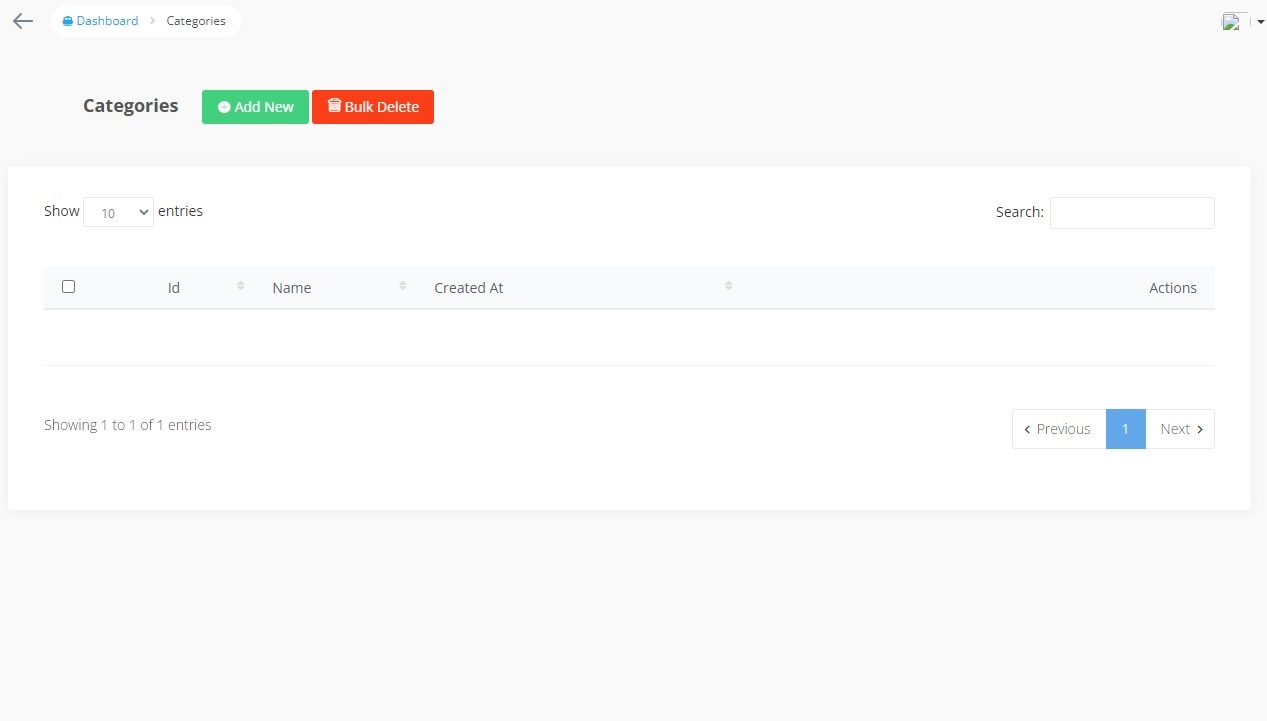 Dashboard > Categories
Categories Add New Bulk Delete
Show 10 entries Search:
Id Name Created At Actions
Showing 1 to 1 of 1 entries
‹ Previous 1 Next ›